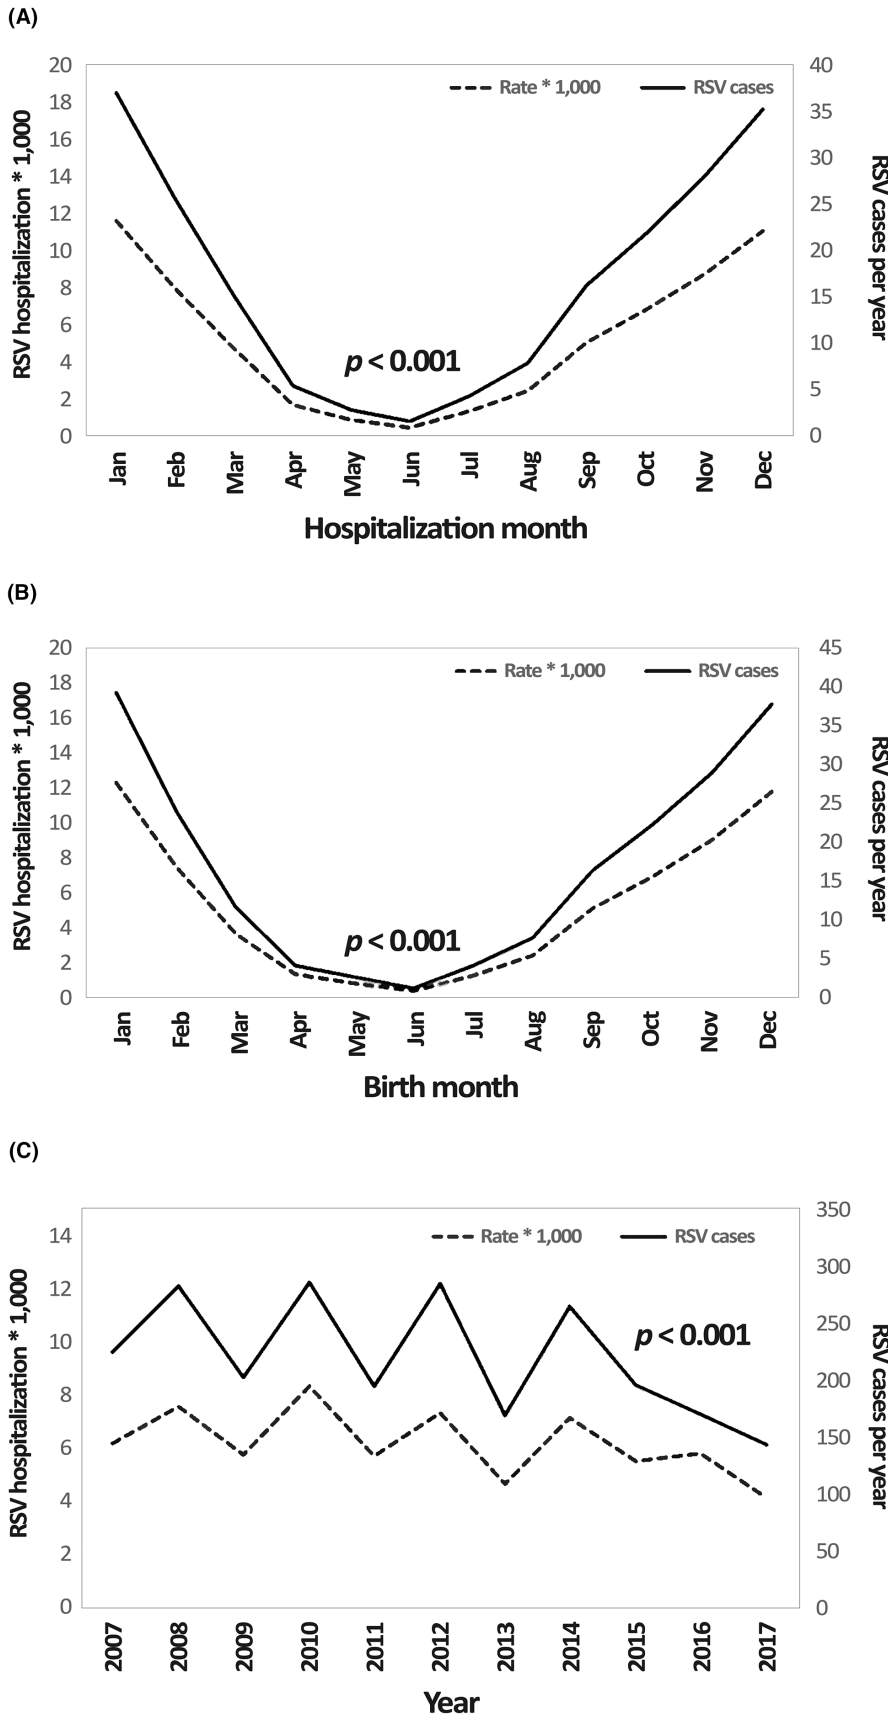 (A)
20
18
16
14
12
10
8
6
4
2
0
RSV hospitalization * 1,000
Rate * 1,000
RSV cases
p < 0.001
40
35
30
25
20
15
10
5
0
RSV cases per year
Jan Feb Mar Apr May Jun Jul Aug Sep Oct Nov Dec
Hospitalization month
(B)
20
18
16
14
12
10
8
6
4
2
0
RSV hospitalization * 1,000
Rate * 1,000
RSV cases
p < 0.001
45
40
35
30
25
20
15
10
5
0
RSV cases per year
Jan Feb Mar Apr May Jun Jul Aug Sep Oct Nov Dec
Birth month
(C)
14
12
10
8
6
4
2
0
RSV hospitalization * 1,000
Rate * 1,000
RSV cases
p < 0.001
350
300
250
200
150
100
50
0
RSV cases per year
2007 2008 2009 2010 2011 2012 2013 2014 2015 2016 2017
Year